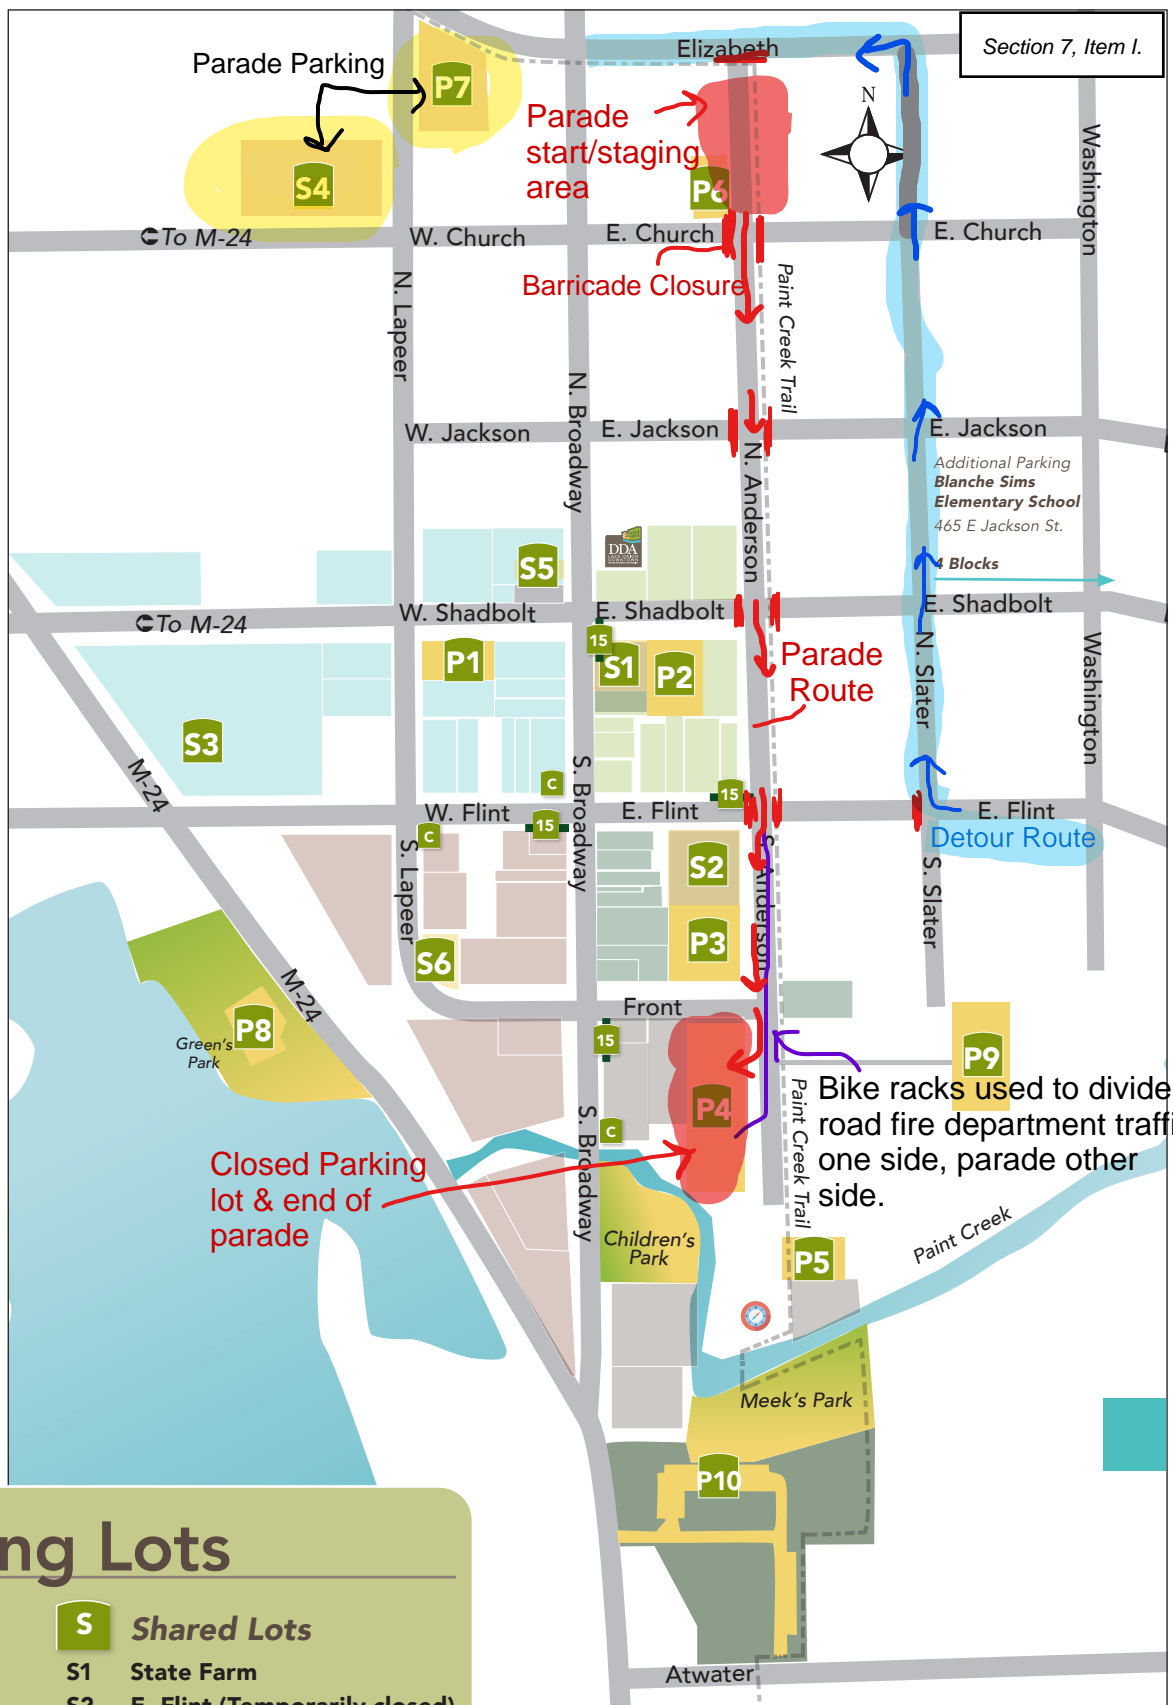 Section 7, Item I.
Elizabeth
Parade Parking
P7
Parade
start/staging
area
N
S4
P6
Washington
To M-24
W. Church
E. Church
E. Church
Barricade Closure
Paint Creek Trail
N. Lapeer
N. Broadway
W. Jackson
E. Jackson
E. Jackson
N. Anderson
Additional Parking
Blanche Sims
Elementary School
465 E Jackson St.
4 Blocks
DDA
S5
To M-24
W. Shadbolt
E. Shadbolt
E. Shadbolt
15
P1
S1
P2
Parade
Route
N. Slater
Washington
S3
M-24
S. Broadway
C
15
W. Flint
E. Flint
E. Flint
15
C
Detour Route
S. Lapeer
S2
S. Anderson
S. Slater
P3
S6
M-24
Front
P8
Green's
Park
15
P9
P4
Bike racks used to divide
road fire department traffi
one side, parade other
side.
Paint Creek Trail
C
S. Broadway
Closed Parking
lot & end of
parade
Children's
Park
P5
Paint Creek
Meek's Park
P10
Atwater
ng Lots
S
Shared Lots
S1 State Farm
S2 E. Flint (Temporarily closed)